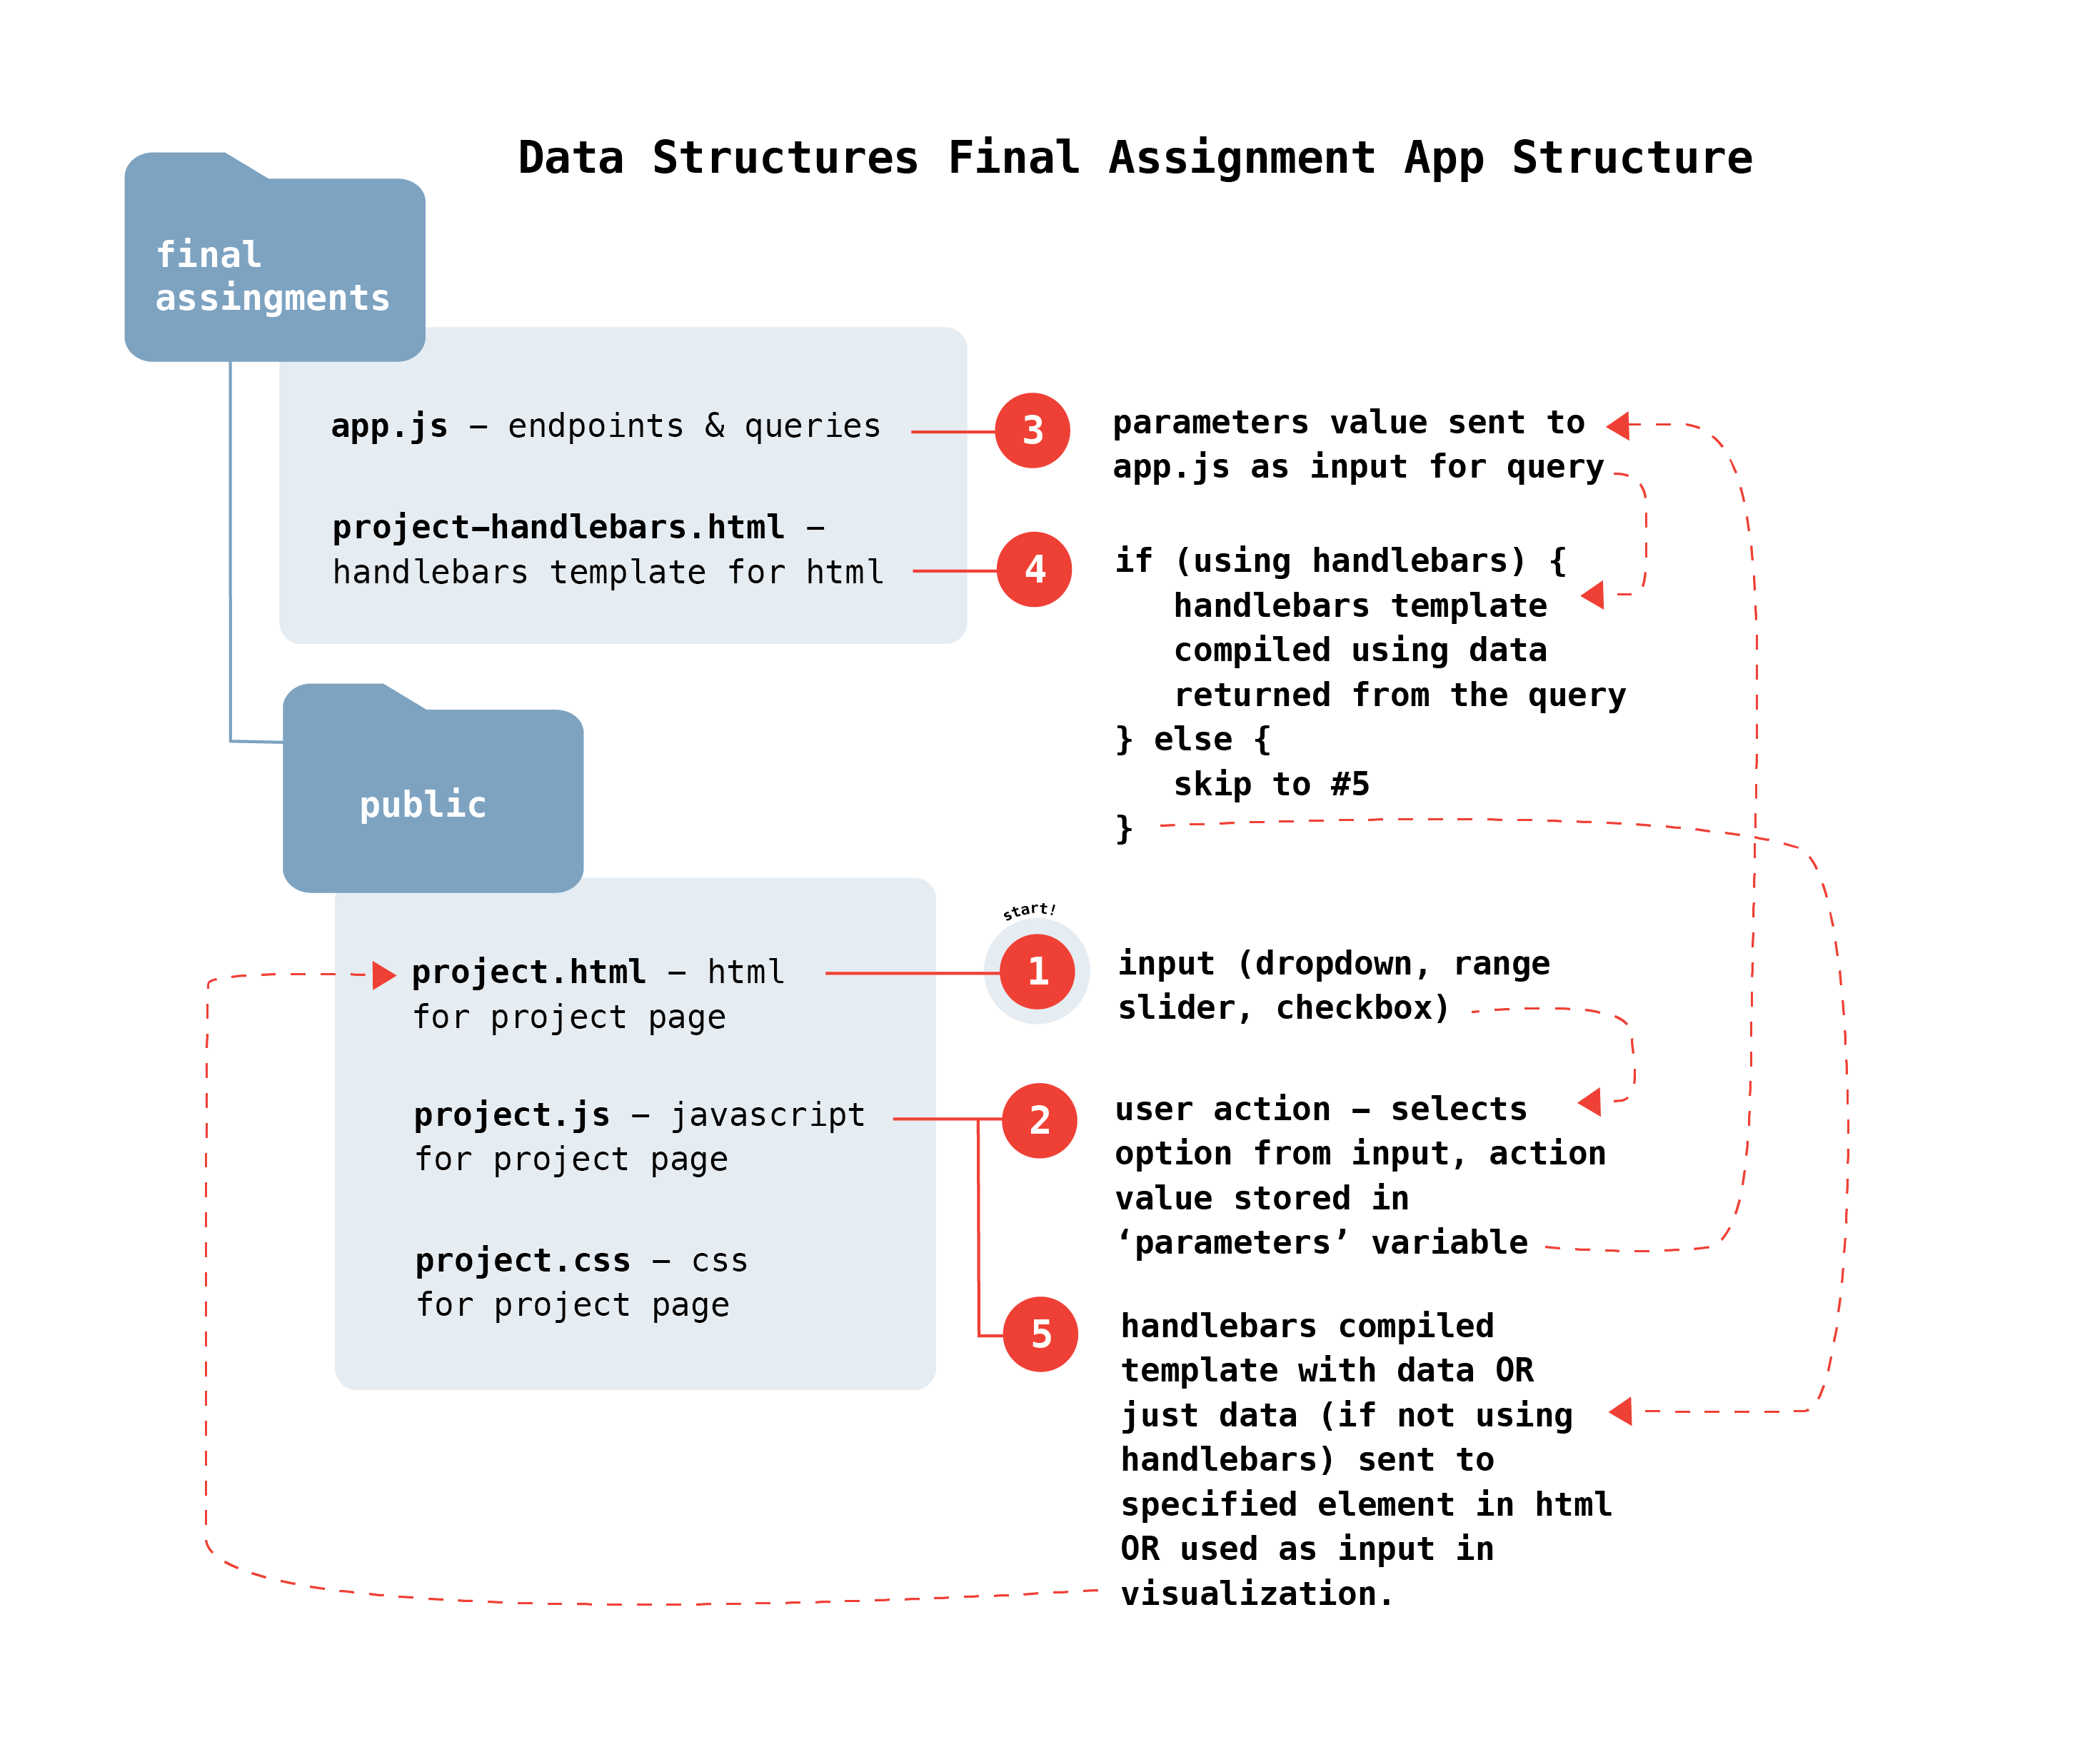 Data Structures Final Assignment App Structure
final
assingments
app.js – endpoints & queries
project–handlebars.html –
handlebars template for html
3
parameters value sent to
app.js as input for query
4
if (using handlebars) {
handlebars template
compiled using data
returned from the query
} else {
skip to #5
}
public
project.html – html
for project page
project.js – javascript
for project page
project.css – css
for project page
start!
1
input (dropdown, range
slider, checkbox)
2
user action – selects
option from input, action
value stored in
‘parameters’ variable
5
handlebars compiled
template with data OR
just data (if not using
handlebars) sent to
specified element in html
OR used as input in
visualization.